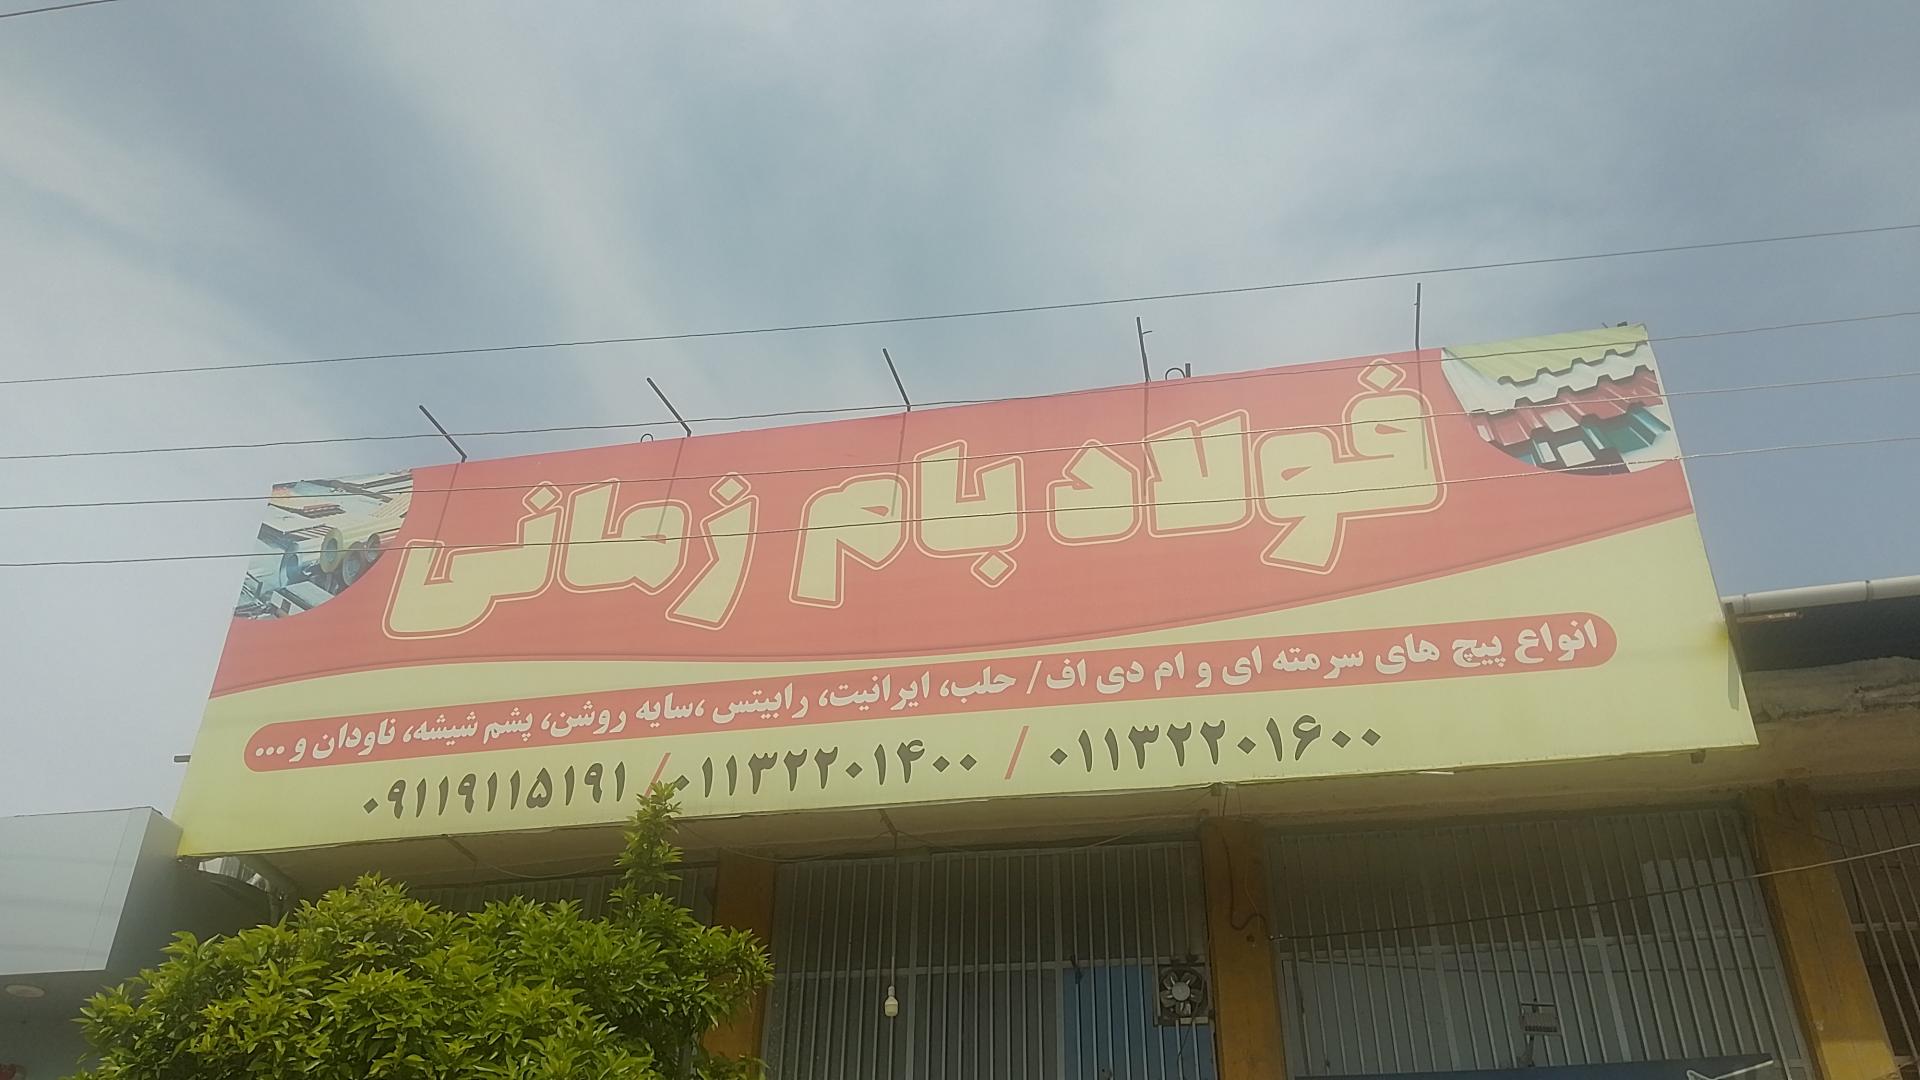 فولاد بام زمانی
انواع پیچ های سرمته ای و ام دی اف/ حلب، ایرانیت، رابیتس ،سایه روشن، پشم شیشه، ناودان و ...
۰۹۱۱۹۱۱۵۱۹۱ / ۰۱۱۳۲۲۰۱۴۰۰ / ۰۱۱۳۲۲۰۱۶۰۰